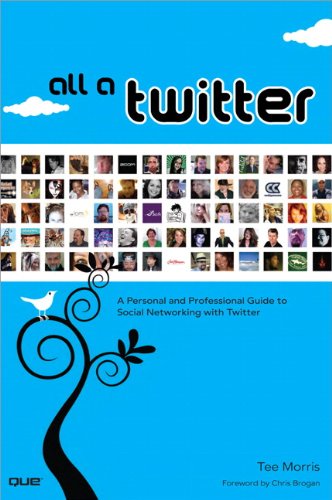 all a twitter
A Personal and Professional Guide to
Social Networking with Twitter
Tee Morris
Foreword by Chris Brogan
QUE